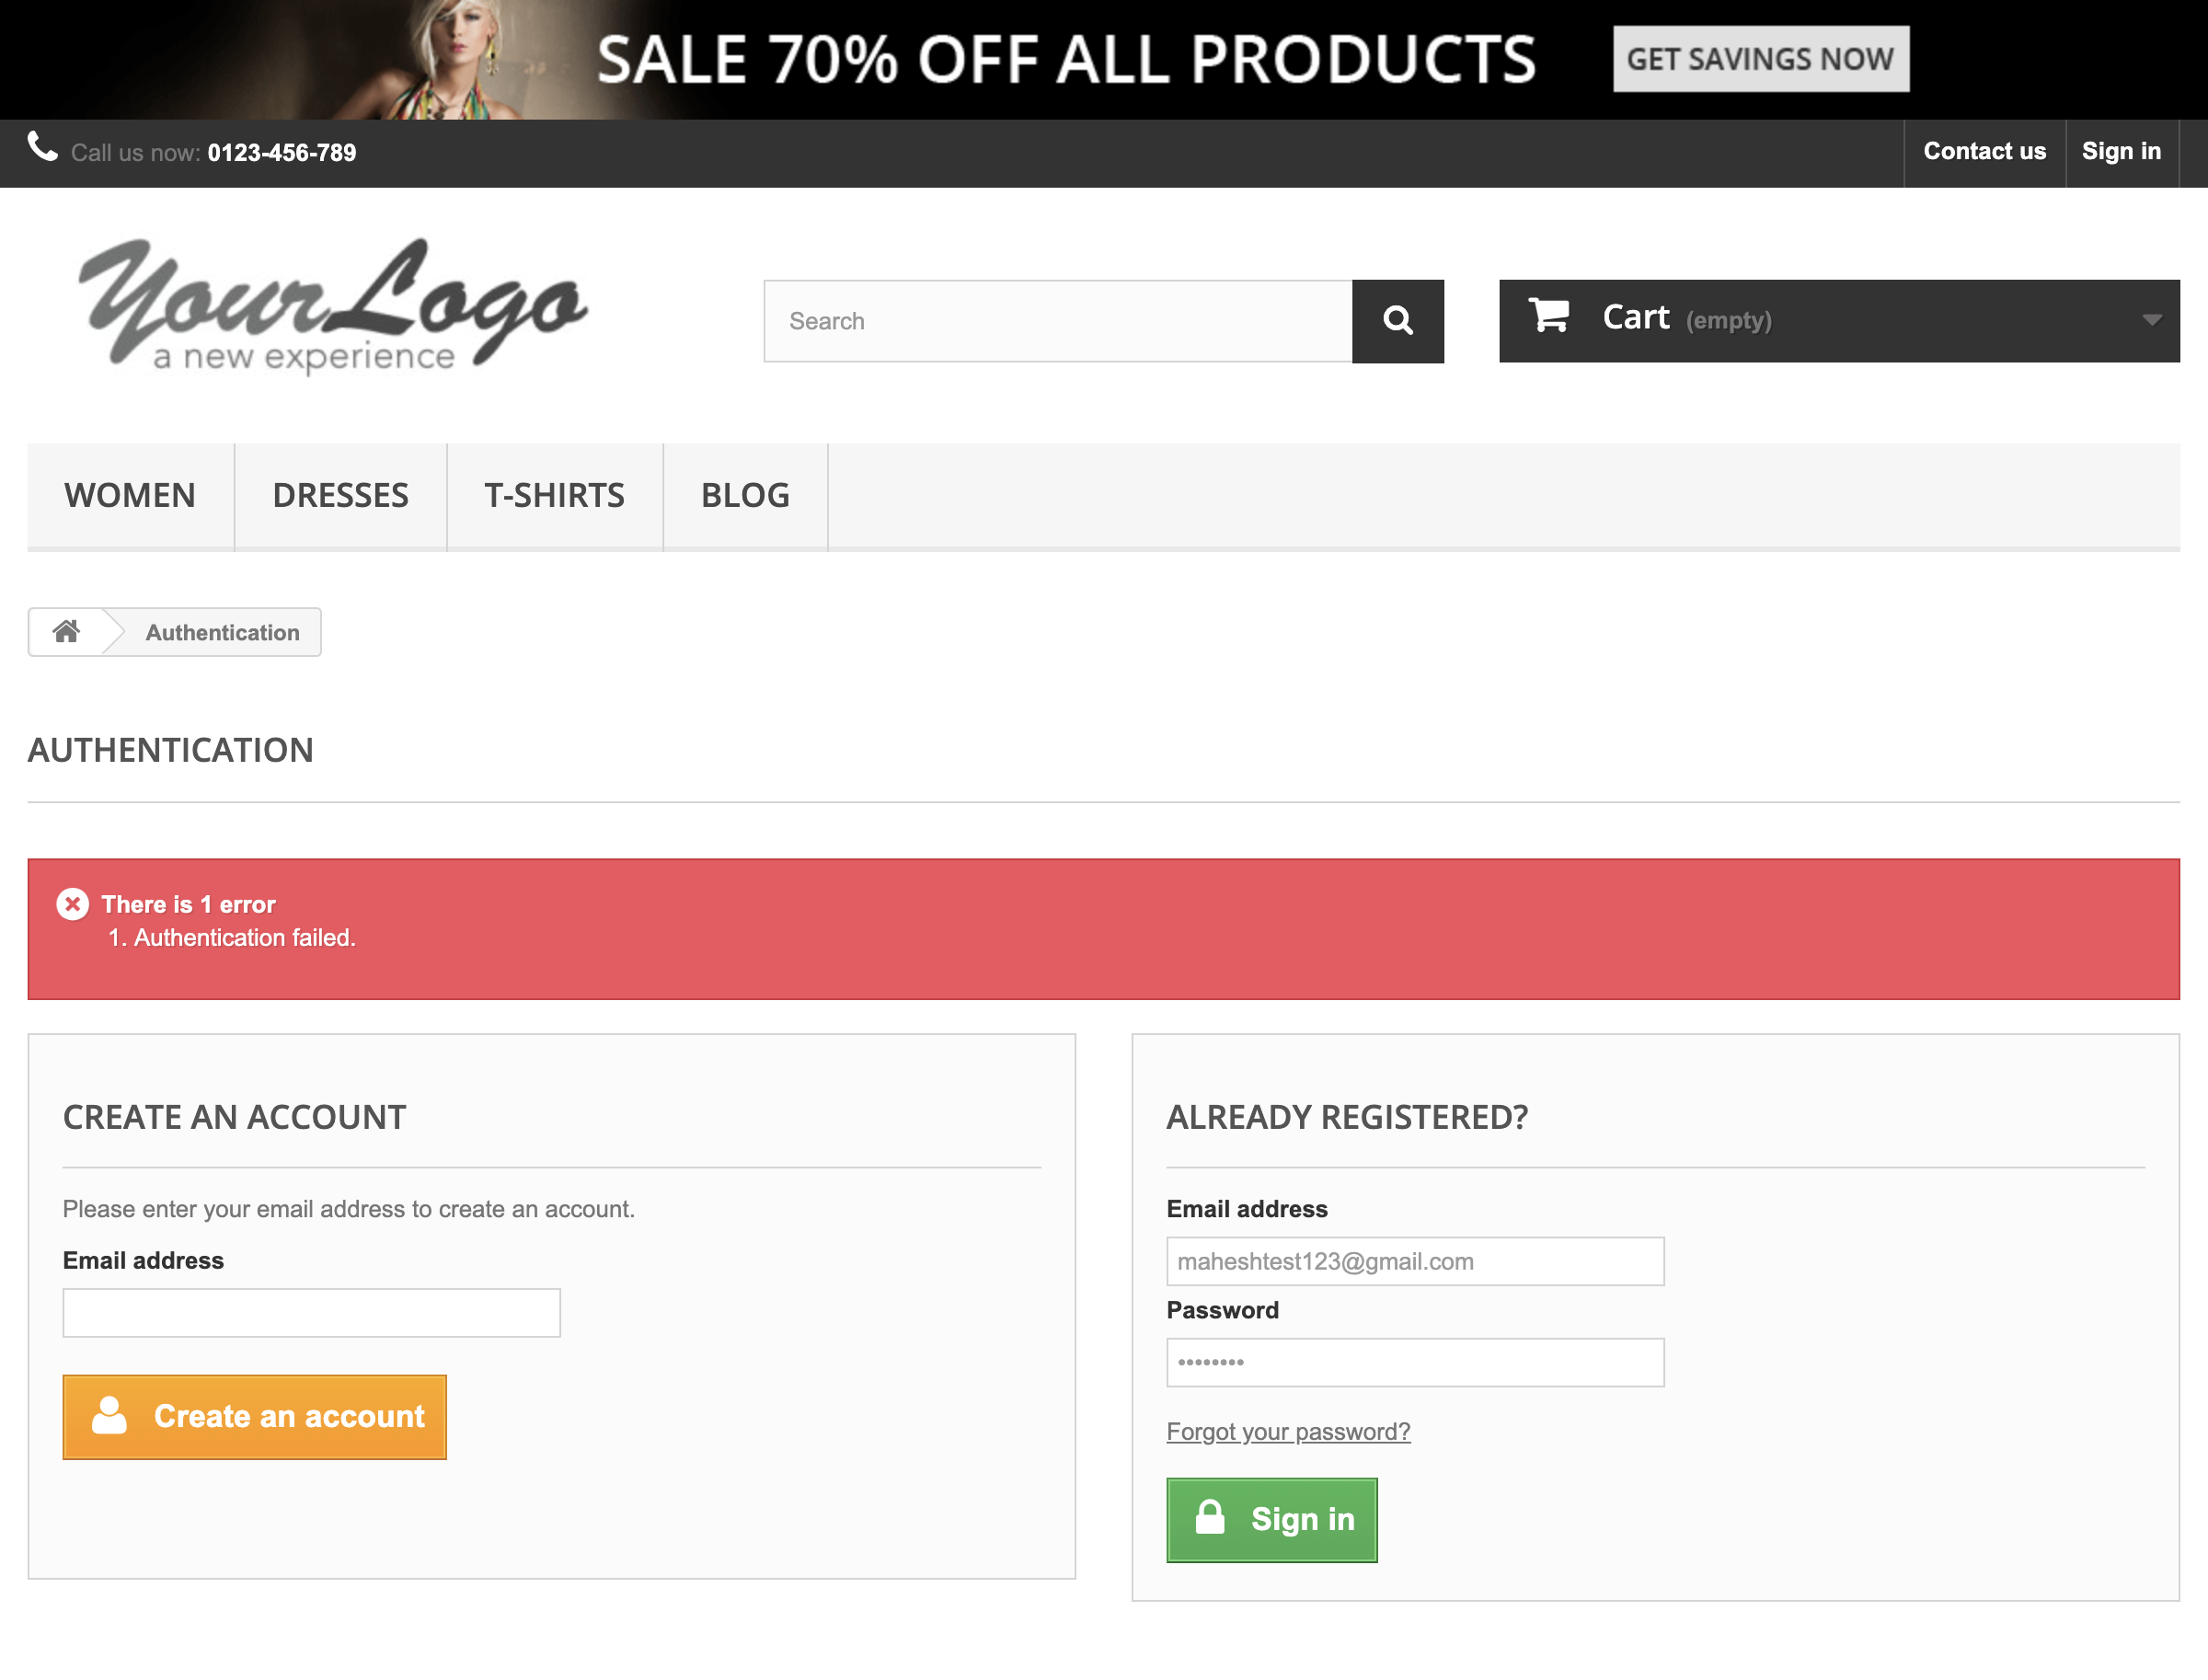 SALE 70% OFF ALL PRODUCTS GET SAVINGS NOW
Call us now: 0123-456-789 Contact us Sign in
Your Logo
a new experience
Search
Cart (empty)
WOMEN DRESSES T-SHIRTS BLOG
Authentication
AUTHENTICATION
There is 1 error
1. Authentication failed.
CREATE AN ACCOUNT
Please enter your email address to create an account.
Email address
Create an account
ALREADY REGISTERED?
Email address
maheshtest123@gmail.com
Password
••••••••
Forgot your password?
Sign in